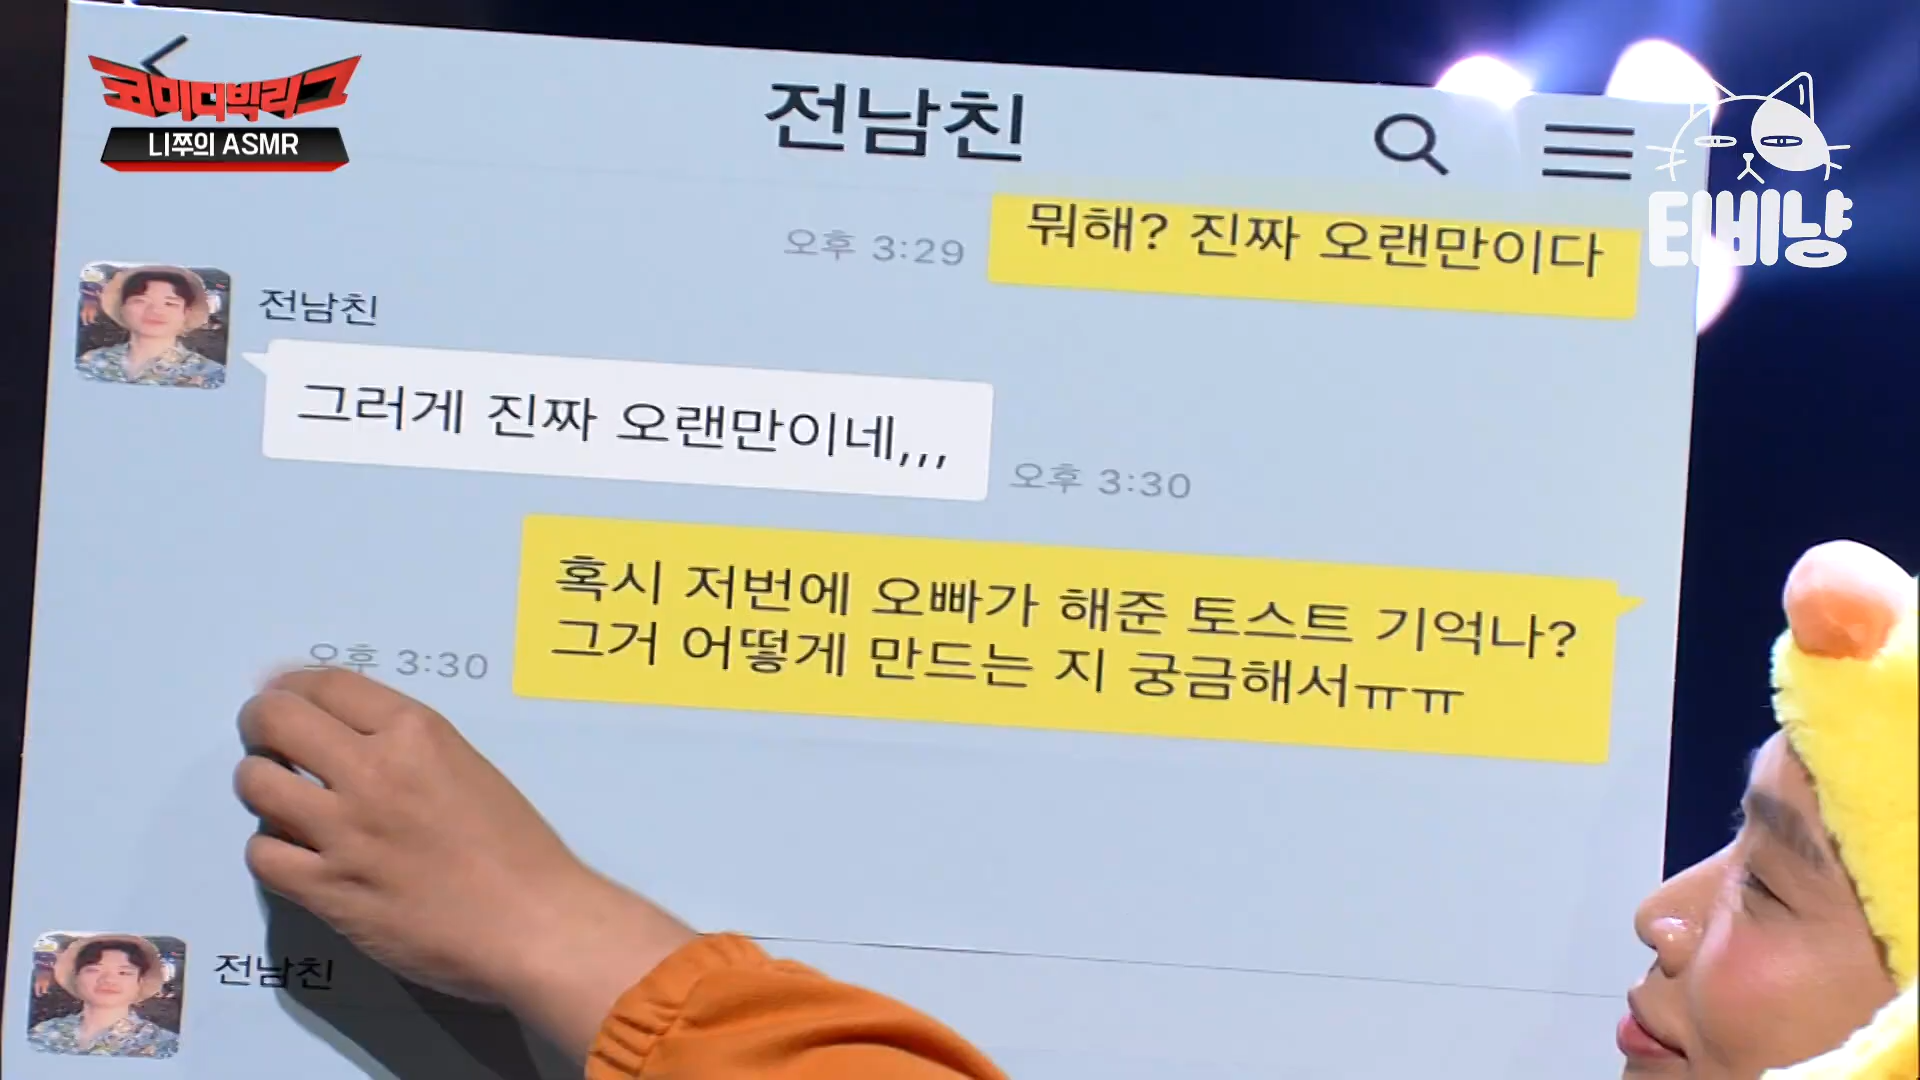 코미디빅리그
니쭈의 ASMR
티비냥
전남친
뭐해? 진짜 오랜만이다
오후 3:29
전남친
그러게 진짜 오랜만이네,,,
오후 3:30
혹시 저번에 오빠가 해준 토스트 기억나?
그거 어떻게 만드는 지 궁금해서ㅠㅠ
오후 3:30
전남친